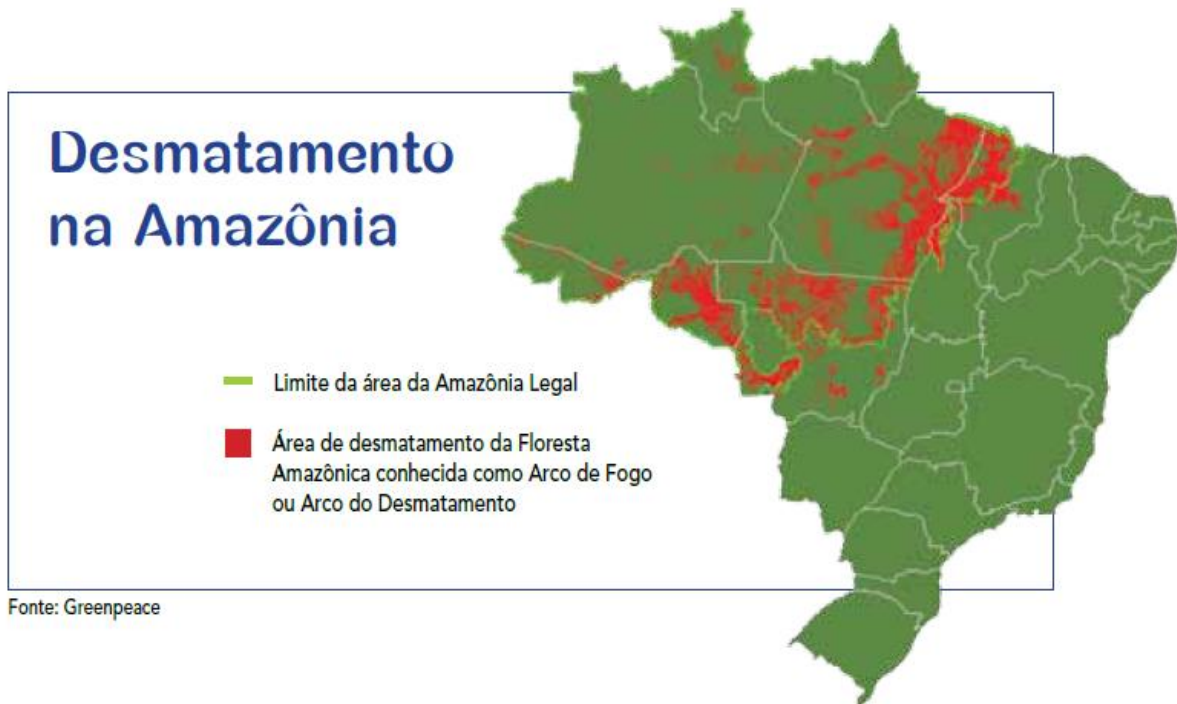 Desmatamento
na Amazônia
Limite da área da Amazônia Legal
Área de desmatamento da Floresta
Amazônica conhecida como Arco de Fogo
ou Arco do Desmatamento
Fonte: Greenpeace